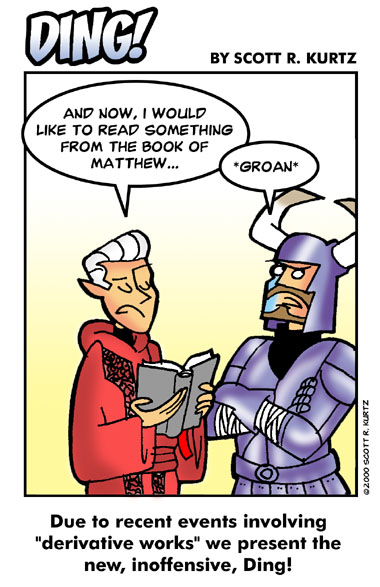 DING!
BY SCOTT R. KURTZ
AND NOW, I WOULD
LIKE TO READ SOMETHING
FROM THE BOOK OF
MATTHEW...
*GROAN*
©2000 SCOTT R. KURTZ
Due to recent events involving
"derivative works" we present the
new, inoffensive, Ding!